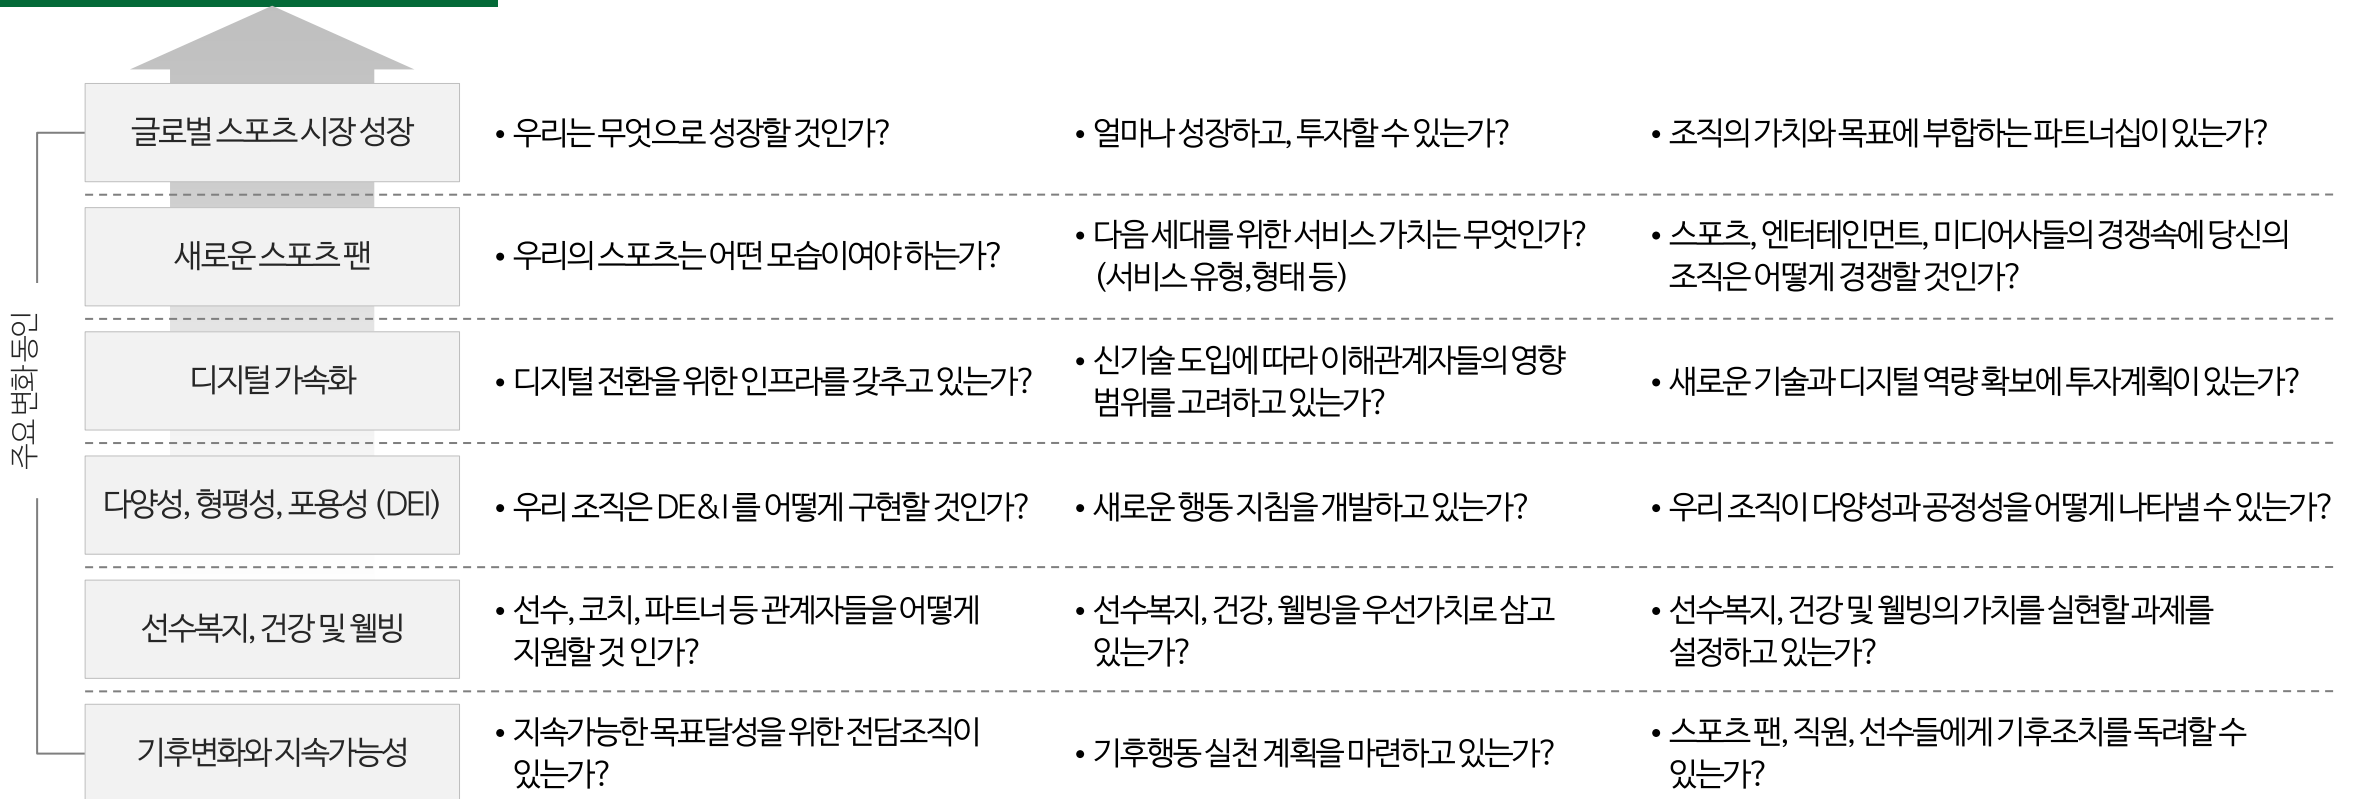 주요 변화 동인
글로벌 스포츠 시장 성장
• 우리는 무엇으로 성장할 것인가?
• 얼마나 성장하고, 투자할 수 있는가?
• 조직의 가치와 목표에 부합하는 파트너십이 있는가?
새로운 스포츠 팬
• 우리의 스포츠는 어떤 모습이여야 하는가?
• 다음 세대를 위한 서비스 가치는 무엇인가?
(서비스 유형,형태 등)
• 스포츠, 엔터테인먼트, 미디어사들의 경쟁속에 당신의
조직은 어떻게 경쟁할 것인가?
디지털 가속화
• 디지털 전환을 위한 인프라를 갖추고 있는가?
• 신기술 도입에 따라 이해관계자들의 영향
범위를 고려하고 있는가?
• 새로운 기술과 디지털 역량 확보에 투자계획이 있는가?
다양성, 형평성, 포용성 (DEI)
• 우리 조직은 DE&I 를 어떻게 구현할 것인가?
• 새로운 행동 지침을 개발하고 있는가?
• 우리 조직이 다양성과 공정성을 어떻게 나타낼 수 있는가?
선수복지, 건강 및 웰빙
• 선수, 코치, 파트너 등 관계자들을 어떻게
지원할 것 인가?
• 선수복지, 건강, 웰빙을 우선가치로 삼고
있는가?
• 선수복지, 건강 및 웰빙의 가치를 실현할 과제를
설정하고 있는가?
기후변화와 지속가능성
• 지속가능한 목표달성을 위한 전담조직이
있는가?
• 기후행동 실천 계획을 마련하고 있는가?
• 스포츠 팬, 직원, 선수들에게 기후조치를 독려할 수
있는가?